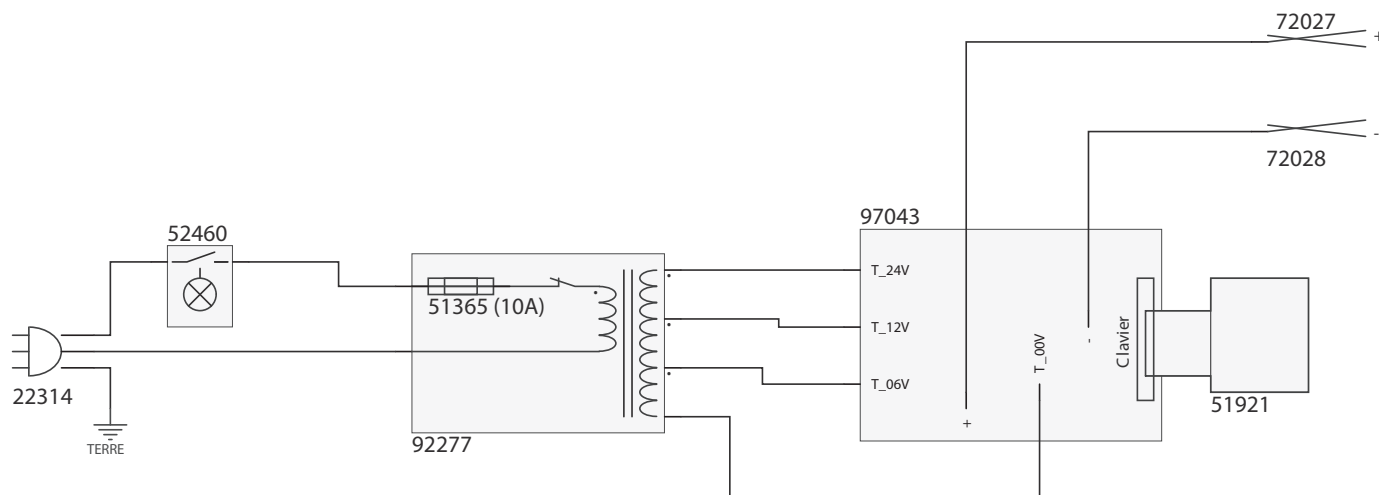 72027
+
-
72028
97043
52460
T_24V
51365 (10A)
T_12V
-
T_00V
Clavier
T_06V
22314
51921
+
TERRE
92277